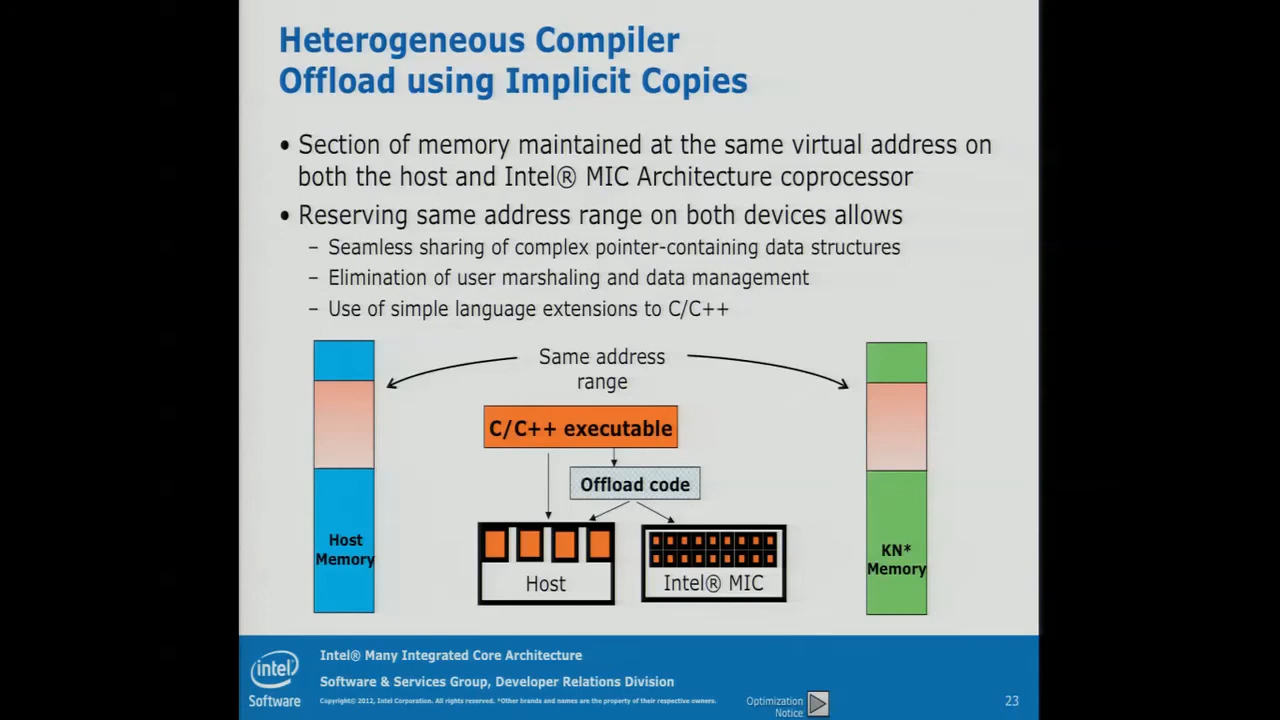 Heterogeneous Compiler
Offload using Implicit Copies
• Section of memory maintained at the same virtual address on
both the host and Intel® MIC Architecture coprocessor
• Reserving same address range on both devices allows
– Seamless sharing of complex pointer-containing data structures
– Elimination of user marshaling and data management
– Use of simple language extensions to C/C++
Same address
range
C/C++ executable
Offload code
Host
Memory
Host
Intel® MIC
KN*
Memory
intel
Software
Intel® Many Integrated Core Architecture
Software & Services Group, Developer Relations Division
Copyright© 2012, Intel Corporation. All rights reserved. *Other brands and names are the property of their respective owners.
Optimization
Notice
23